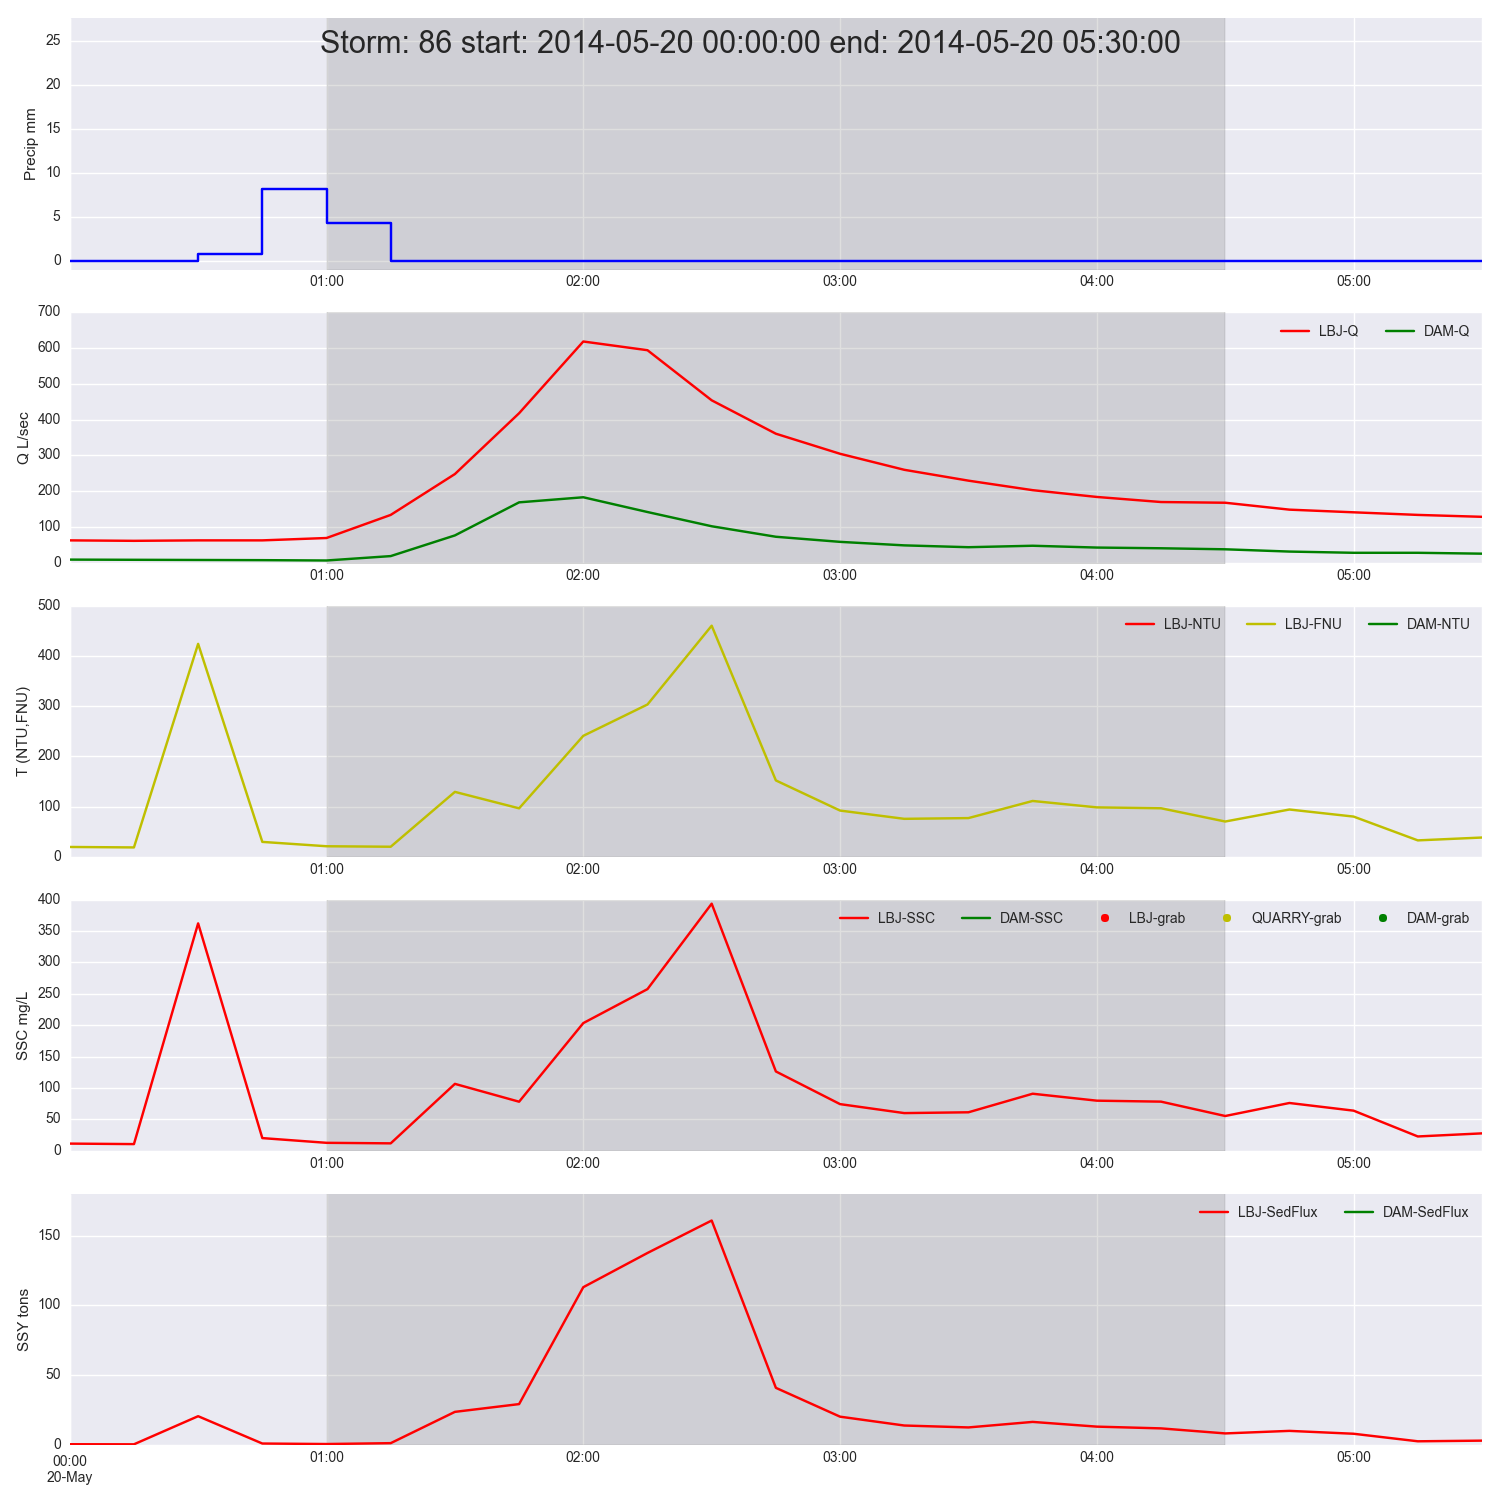 Storm: 86 start: 2014-05-20 00:00:00 end: 2014-05-20 05:30:00
Precip mm
25
20
15
10
5
0
01:00 02:00 03:00 04:00 05:00
Q L/sec
700
600
500
400
300
200
100
0
LBJ-Q DAM-Q
01:00 02:00 03:00 04:00 05:00
T (NTU,FNU)
500
400
300
200
100
0
LBJ-NTU LBJ-FNU DAM-NTU
01:00 02:00 03:00 04:00 05:00
SSC mg/L
400
350
300
250
200
150
100
50
0
LBJ-SSC DAM-SSC LBJ-grab QUARRY-grab DAM-grab
01:00 02:00 03:00 04:00 05:00
SSY tons
150
100
50
0
LBJ-SedFlux DAM-SedFlux
00:00 01:00 02:00 03:00 04:00 05:00
20-May